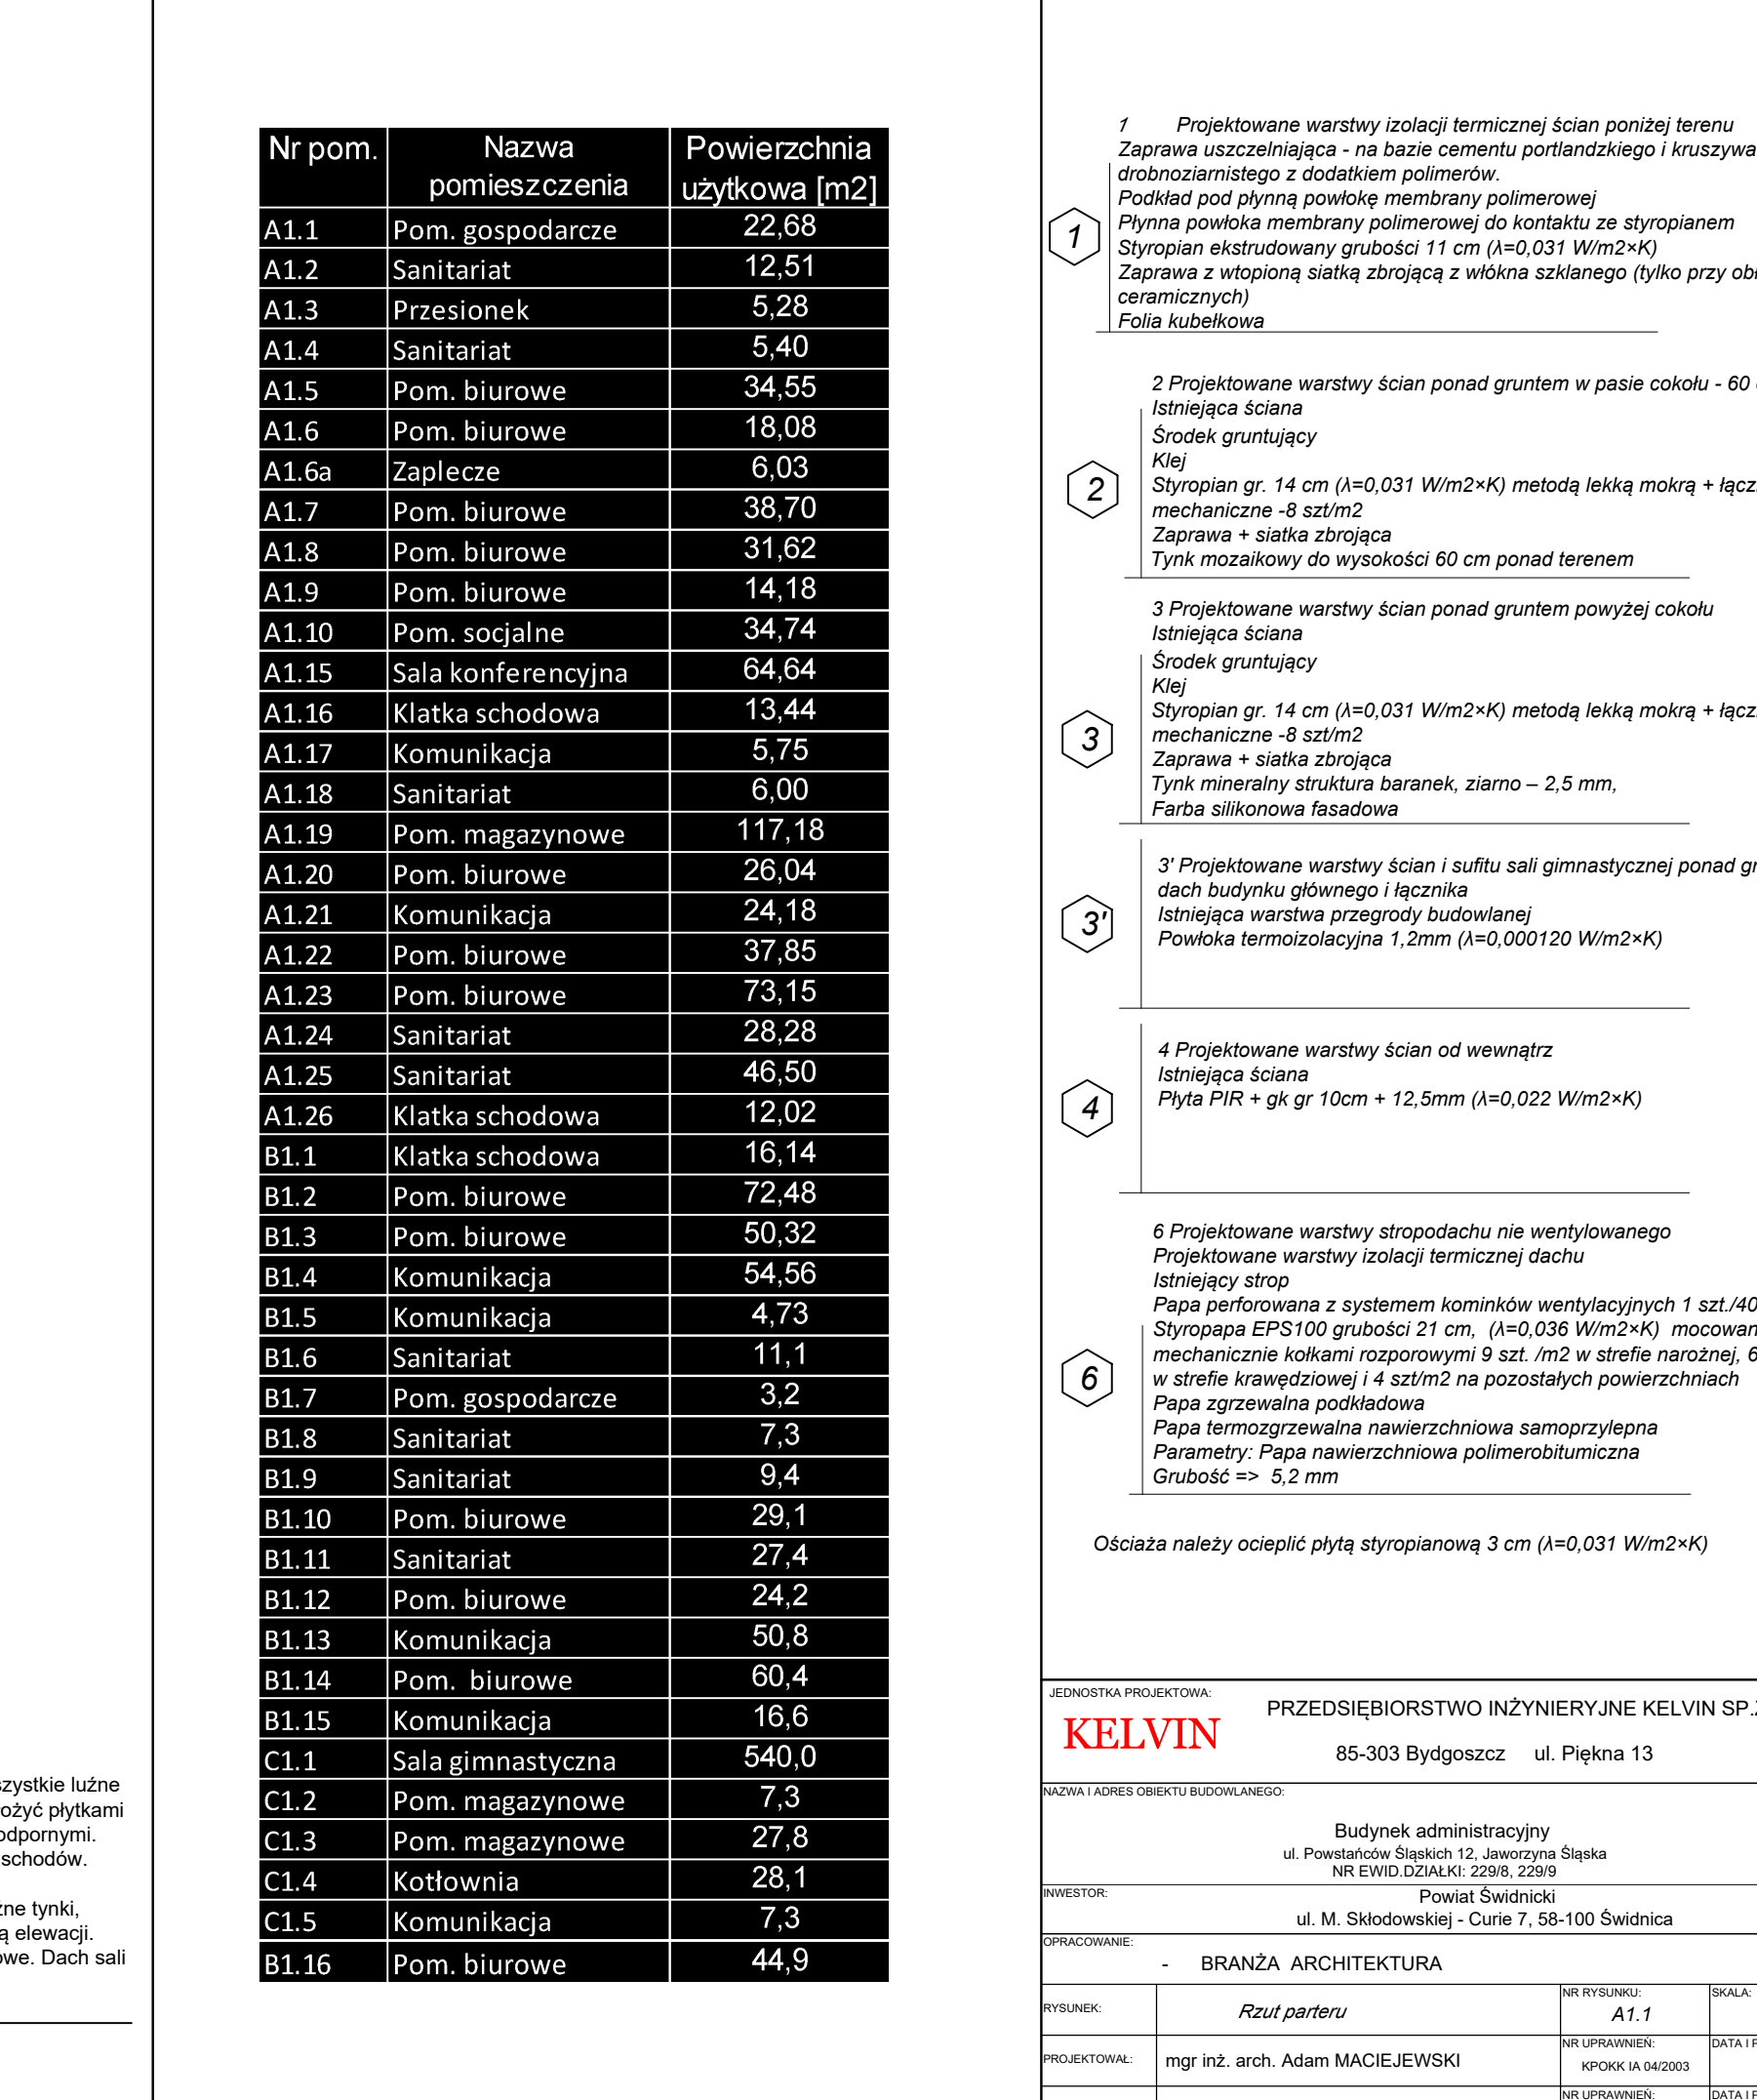 szystkie luźne
ożyć płytkami
odpornymi.
schodów.
źne tynki,
ą elewacji.
owe. Dach sali
Nr pom. Nazwa pomieszczenia Powierzchnia użytkowa [m2]
A1.1 Pom. gospodarcze 22,68
A1.2 Sanitariat 12,51
A1.3 Przesionek 5,28
A1.4 Sanitariat 5,40
A1.5 Pom. biurowe 34,55
A1.6 Pom. biurowe 18,08
A1.6a Zaplecze 6,03
A1.7 Pom. biurowe 38,70
A1.8 Pom. biurowe 31,62
A1.9 Pom. biurowe 14,18
A1.10 Pom. socjalne 34,74
A1.15 Sala konferencyjna 64,64
A1.16 Klatka schodowa 13,44
A1.17 Komunikacja 5,75
A1.18 Sanitariat 6,00
A1.19 Pom. magazynowe 117,18
A1.20 Pom. biurowe 26,04
A1.21 Komunikacja 24,18
A1.22 Pom. biurowe 37,85
A1.23 Pom. biurowe 73,15
A1.24 Sanitariat 28,28
A1.25 Sanitariat 46,50
A1.26 Klatka schodowa 12,02
B1.1 Klatka schodowa 16,14
B1.2 Pom. biurowe 72,48
B1.3 Pom. biurowe 50,32
B1.4 Komunikacja 54,56
B1.5 Komunikacja 4,73
B1.6 Sanitariat 11,1
B1.7 Pom. gospodarcze 3,2
B1.8 Sanitariat 7,3
B1.9 Sanitariat 9,4
B1.10 Pom. biurowe 29,1
B1.11 Sanitariat 27,4
B1.12 Pom. biurowe 24,2
B1.13 Komunikacja 50,8
B1.14 Pom. biurowe 60,4
B1.15 Komunikacja 16,6
C1.1 Sala gimnastyczna 540,0
C1.2 Pom. magazynowe 7,3
C1.3 Pom. magazynowe 27,8
C1.4 Kotłownia 28,1
C1.5 Komunikacja 7,3
B1.16 Pom. biurowe 44,9
1 Projektowane warstwy izolacji termicznej ścian poniżej terenu
Zaprawa uszczelniająca - na bazie cementu portlandzkiego i kruszywa
drobnoziarnistego z dodatkiem polimerów.
Podkład pod płynną powłokę membrany polimerowej
1
Płynna powłoka membrany polimerowej do kontaktu ze styropianem
Styropian ekstrudowany grubości 11 cm (λ=0,031 W/m2×K)
Zaprawa z wtopioną siatką zbrojącą z włókna szklanego (tylko przy ob
ceramicznych)
Folia kubełkowa
2 Projektowane warstwy ścian ponad gruntem w pasie cokołu - 60
Istniejąca ściana
Środek gruntujący
Klej
2
Styropian gr. 14 cm (λ=0,031 W/m2×K) metodą lekką mokrą + łącz
mechaniczne -8 szt/m2
Zaprawa + siatka zbrojąca
Tynk mozaikowy do wysokości 60 cm ponad terenem
3 Projektowane warstwy ścian ponad gruntem powyżej cokołu
Istniejąca ściana
Środek gruntujący
Klej
Styropian gr. 14 cm (λ=0,031 W/m2×K) metodą lekką mokrą + łącz
3
mechaniczne -8 szt/m2
Zaprawa + siatka zbrojąca
Tynk mineralny struktura baranek, ziarno – 2,5 mm,
Farba silikonowa fasadowa
3' Projektowane warstwy ścian i sufitu sali gimnastycznej ponad gr
dach budynku głównego i łącznika
3'
Istniejąca warstwa przegrody budowlanej
Powłoka termoizolacyjna 1,2mm (λ=0,000120 W/m2×K)
4 Projektowane warstwy ścian od wewnątrz
Istniejąca ściana
4
Płyta PIR + gk gr 10cm + 12,5mm (λ=0,022 W/m2×K)
6 Projektowane warstwy stropodachu nie wentylowanego
Projektowane warstwy izolacji termicznej dachu
Istniejący strop
Papa perforowana z systemem kominków wentylacyjnych 1 szt./40
Styropapa EPS100 grubości 21 cm, (λ=0,036 W/m2×K) mocowan
mechanicznie kołkami rozporowymi 9 szt. /m2 w strefie narożnej, 6
6
w strefie krawędziowej i 4 szt/m2 na pozostałych powierzchniach
Papa zgrzewalna podkładowa
Papa termozgrzewalna nawierzchniowa samoprzylepna
Parametry: Papa nawierzchniowa polimerobitumiczna
Grubość => 5,2 mm
Ościaża należy ocieplić płytą styropianową 3 cm (λ=0,031 W/m2×K)
JEDNOSTKA PROJEKTOWA:
KELVIN
PRZEDSIĘBIORSTWO INŻYNIERYJNE KELVIN SP.
85-303 Bydgoszcz ul. Piękna 13
NAZWA I ADRES OBIEKTU BUDOWLANEGO:
Budynek administracyjny
ul. Powstańców Śląskich 12, Jaworzyna Śląska
NR EWID.DZIAŁKI: 229/8, 229/9
INWESTOR:
Powiat Świdnicki
ul. M. Skłodowskiej - Curie 7, 58-100 Świdnica
OPRACOWANIE:
- BRANŻA ARCHITEKTURA
RYSUNEK: Rzut parteru NR RYSUNKU: A1.1 SKALA:
PROJEKTOWAŁ: mgr inż. arch. Adam MACIEJEWSKI NR UPRAWNIEŃ: KPOKK IA 04/2003 DATA I P
NR UPRAWNIEŃ: DATA I P